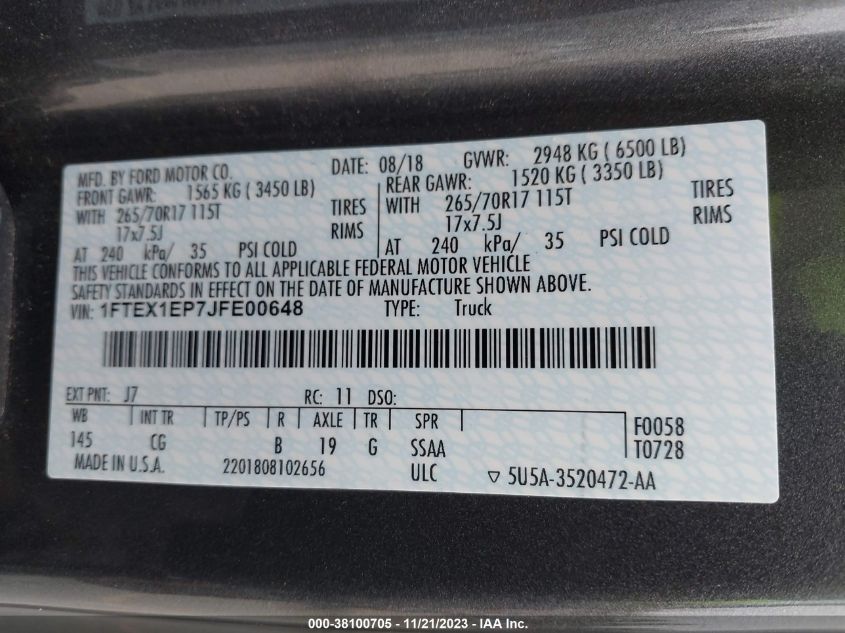 MFD. BY FORD MOTOR CO. DATE: 08/18 GVWR: 2948 KG ( 6500 LB)
FRONT GAWR: 1565 KG ( 3450 LB) REAR GAWR: 1520 KG ( 3350 LB)
WITH 265/70R17 115T TIRES WITH 265/70R17 115T TIRES
17x7.5J RIMS 17x7.5J RIMS
AT 240 kPa/ 35 PSI COLD AT 240 kPa/ 35 PSI COLD
THIS VEHICLE CONFORMS TO ALL APPLICABLE FEDERAL MOTOR VEHICLE
SAFETY STANDARDS IN EFFECT ON THE DATE OF MANUFACTURE SHOWN ABOVE.
VIN: 1FTEX1EP7JFE00648 TYPE: Truck
EXT PNT: J7 RC: 11 DSO:
WB INT TR TP/PS R AXLE TR SPR F0058
145 CG B 19 G SSAA T0728
MADE IN U.S.A. 2201808102656 ULC ▽ 5U5A-3520472-AA
000-38100705 - 11/21/2023 - IAA Inc.